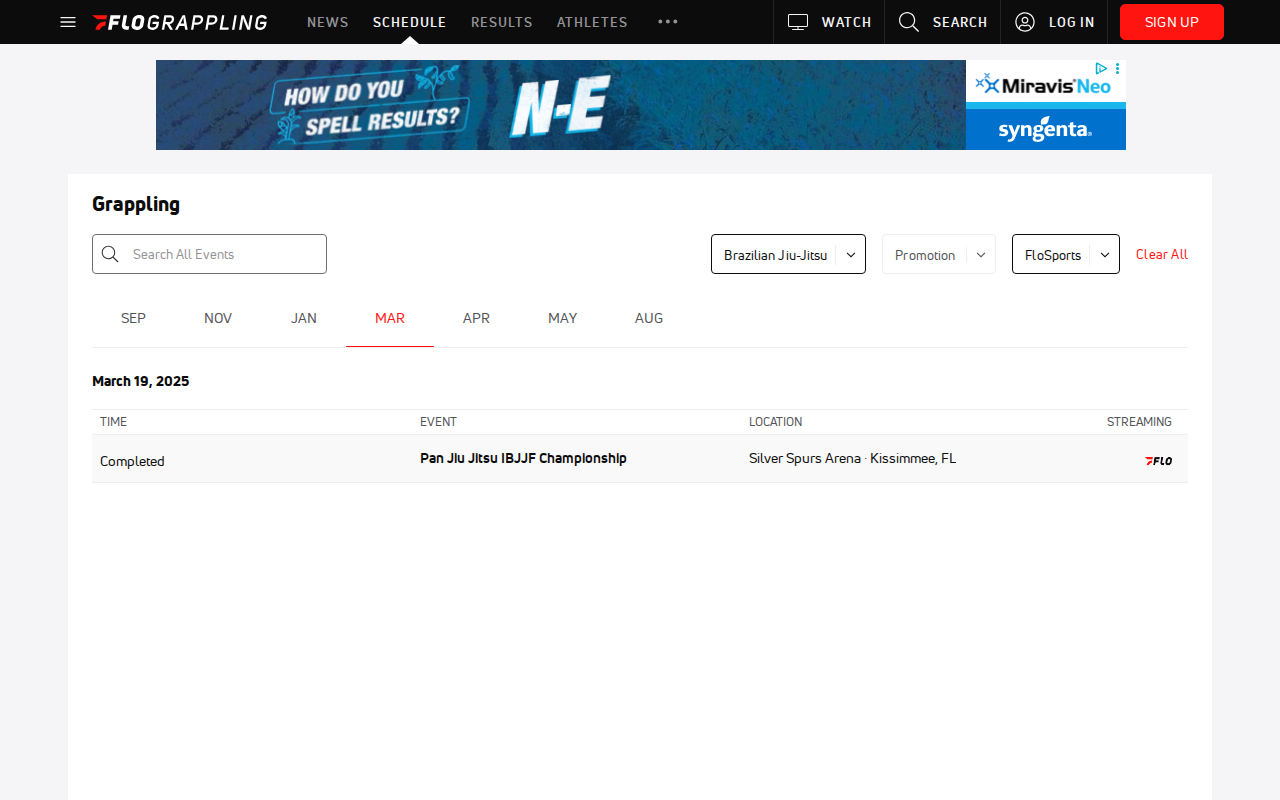 FLOGRAPPLING NEWS SCHEDULE RESULTS ATHLETES WATCH SEARCH LOG IN SIGN UP
HOW DO YOU SPELL RESULTS? N-E
Miravis® Neo
syngenta®
Grappling
Search All Events Brazilian Jiu-Jitsu Promotion FloSports Clear All
SEP NOV JAN MAR APR MAY AUG
March 19, 2025
TIME EVENT LOCATION STREAMING
Completed Pan Jiu Jitsu IBJJF Championship Silver Spurs Arena · Kissimmee, FL FLO